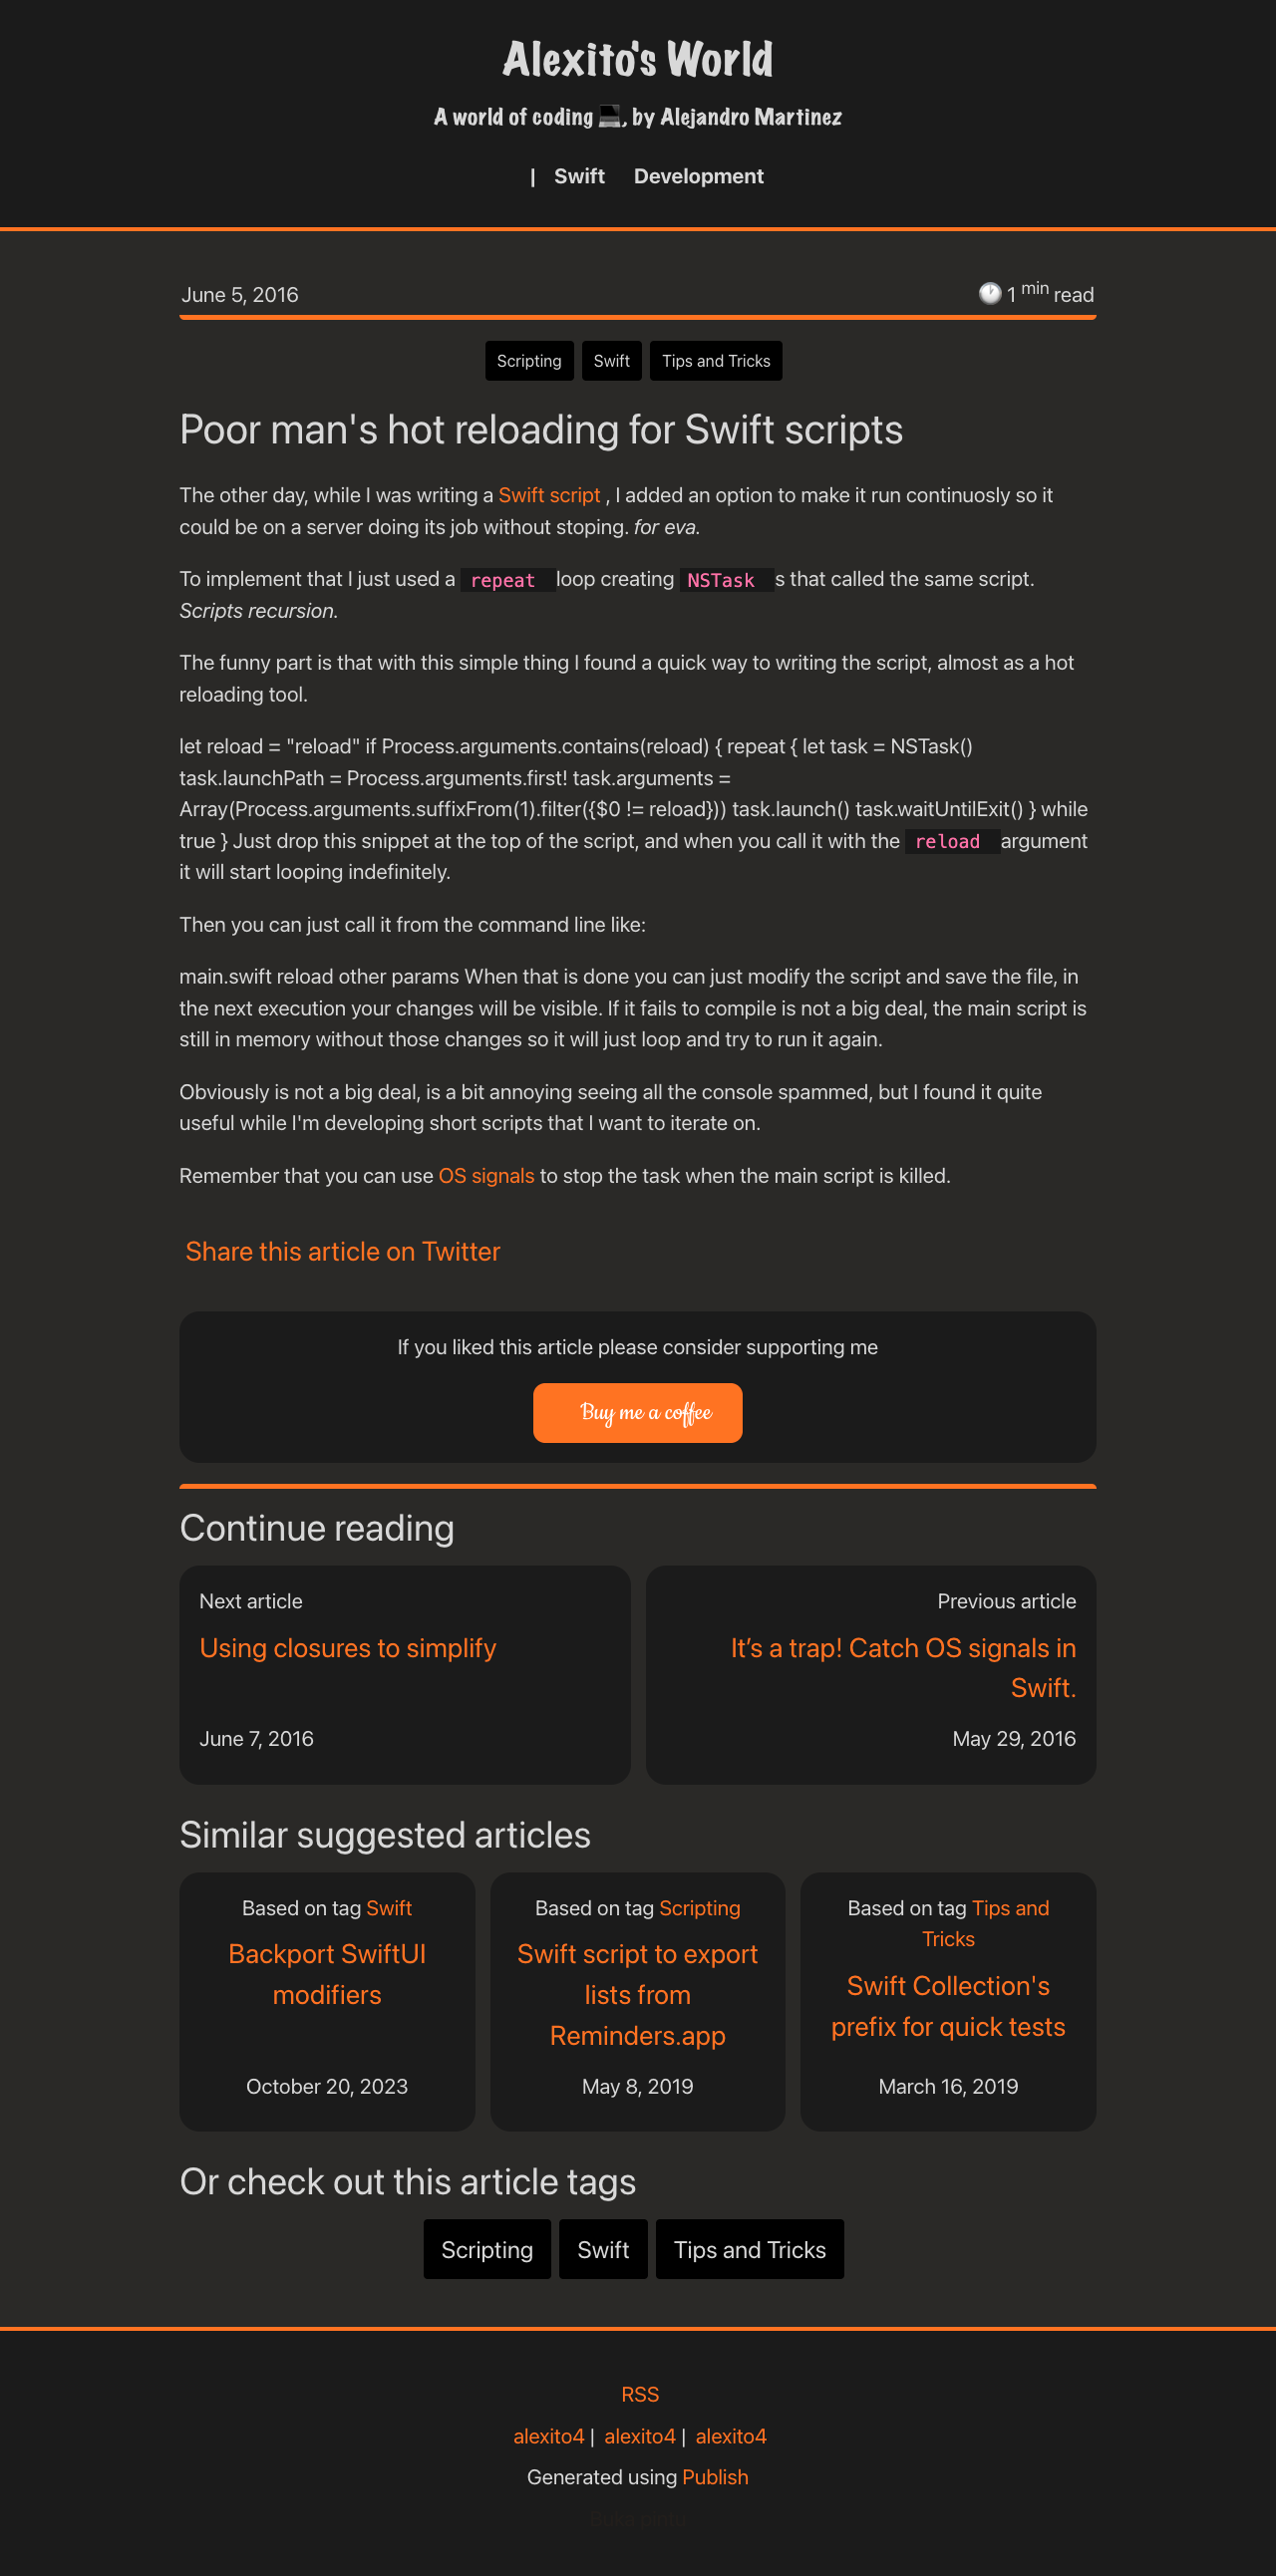 Alexito's World
A world of coding 💻, by Alejandro Martinez
| Swift Development
June 5, 2016
🕐 1 min read
Scripting Swift Tips and Tricks
Poor man's hot reloading for Swift scripts
The other day, while I was writing a Swift script , I added an option to make it run continuosly so it
could be on a server doing its job without stoping. for eva.
To implement that I just used a repeat loop creating NSTask s that called the same script.
Scripts recursion.
The funny part is that with this simple thing I found a quick way to writing the script, almost as a hot
reloading tool.
let reload = "reload" if Process.arguments.contains(reload) { repeat { let task = NSTask()
task.launchPath = Process.arguments.first! task.arguments =
Array(Process.arguments.suffixFrom(1).filter({$0 != reload})) task.launch() task.waitUntilExit() } while
true } Just drop this snippet at the top of the script, and when you call it with the reload argument
it will start looping indefinitely.
Then you can just call it from the command line like:
main.swift reload other params When that is done you can just modify the script and save the file, in
the next execution your changes will be visible. If it fails to compile is not a big deal, the main script is
still in memory without those changes so it will just loop and try to run it again.
Obviously is not a big deal, is a bit annoying seeing all the console spammed, but I found it quite
useful while I'm developing short scripts that I want to iterate on.
Remember that you can use OS signals to stop the task when the main script is killed.
Share this article on Twitter
If you liked this article please consider supporting me
Buy me a coffee
Continue reading
Next article
Using closures to simplify
June 7, 2016
Previous article
It’s a trap! Catch OS signals in
Swift.
May 29, 2016
Similar suggested articles
Based on tag Swift
Backport SwiftUI
modifiers
October 20, 2023
Based on tag Scripting
Swift script to export
lists from
Reminders.app
May 8, 2019
Based on tag Tips and
Tricks
Swift Collection's
prefix for quick tests
March 16, 2019
Or check out this article tags
Scripting Swift Tips and Tricks
RSS
alexito4 | alexito4 | alexito4
Generated using Publish